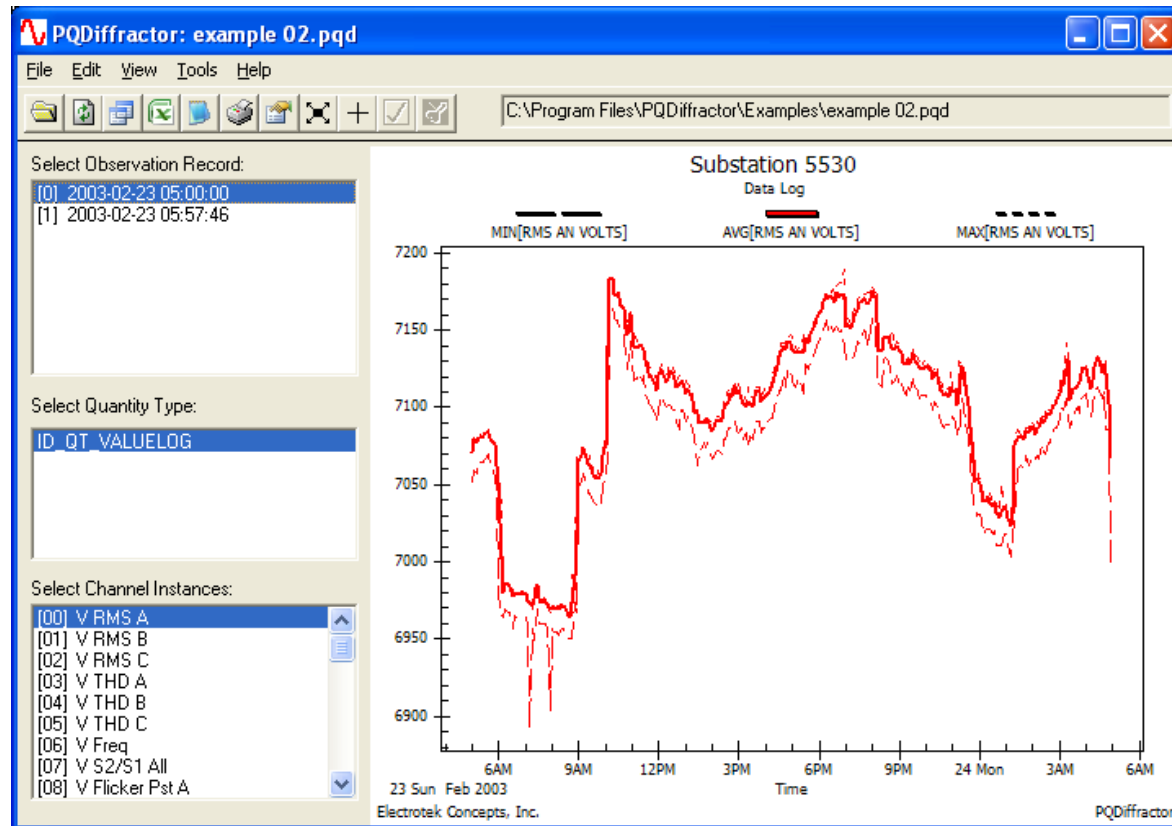 PQDiffractor: example 02.pqd
File Edit View Tools Help
C:\Program Files\PQDiffractor\Examples\example 02.pqd
Select Observation Record:
[0] 2003-02-23 05:00:00
[1] 2003-02-23 05:57:46
Select Quantity Type:
ID_QT_VALUELOG
Select Channel Instances:
[00] V RMS A
[01] V RMS B
[02] V RMS C
[03] V THD A
[04] V THD B
[05] V THD C
[06] V Freq
[07] V S2/S1 All
[08] V Flicker Pst A
Substation 5530
Data Log
MIN[RMS AN VOLTS] AVG[RMS AN VOLTS] MAX[RMS AN VOLTS]
7200
7150
7100
7050
7000
6950
6900
6AM 9AM 12PM 3PM 6PM 9PM 24 Mon 3AM 6AM
23 Sun Feb 2003 Time
Electrotek Concepts, Inc. PQDiffractor